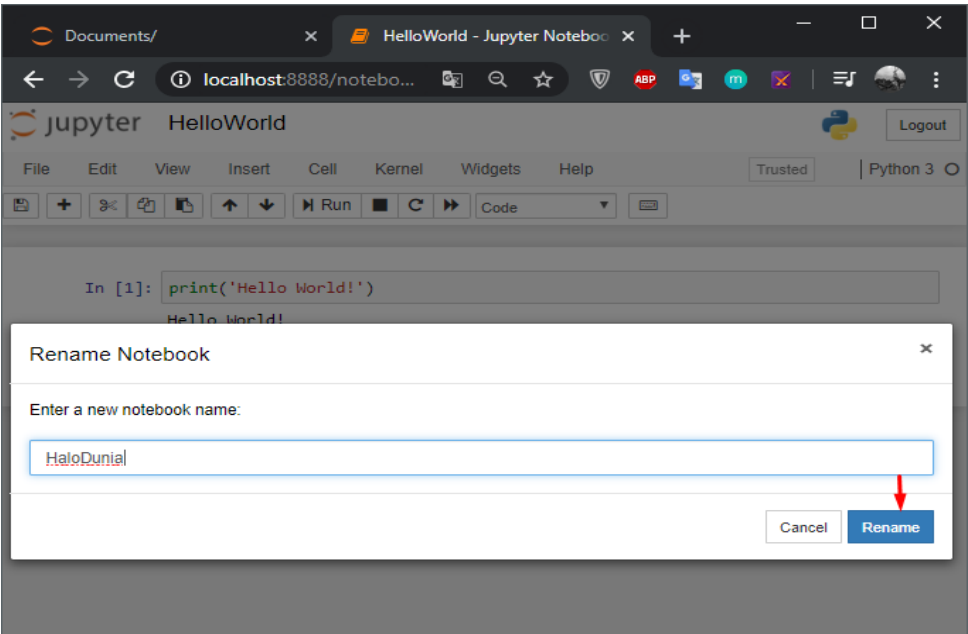 Documents/
HelloWorld - Jupyter Noteboo
localhost:8888/notebo...
ABP
m
jupyter HelloWorld
Logout
File Edit View Insert Cell Kernel Widgets Help
Trusted
Python 3
Run
Code
In [1]: print('Hello World!')
Hello World!
Rename Notebook
Enter a new notebook name:
HaloDunia
Cancel
Rename